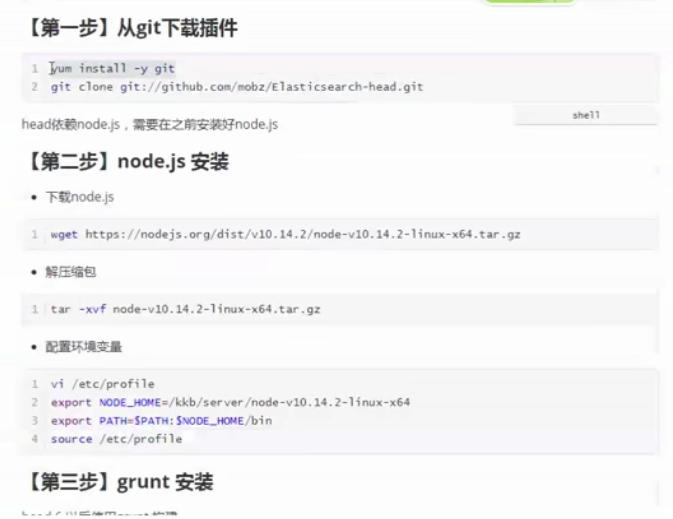 【第一步】从git下载插件
1 yum install -y git
2 git clone git://github.com/mobz/Elasticsearch-head.git
head依赖node.js，需要在之前安装好node.js
shell
【第二步】node.js 安装
• 下载node.js
1 wget https://nodejs.org/dist/v10.14.2/node-v10.14.2-linux-x64.tar.gz
• 解压缩包
1 tar -xvf node-v10.14.2-linux-x64.tar.gz
• 配置环境变量
1 vi /etc/profile
2 export NODE_HOME=/kkb/server/node-v10.14.2-linux-x64
3 export PATH=$PATH:$NODE_HOME/bin
4 source /etc/profile
【第三步】grunt 安装